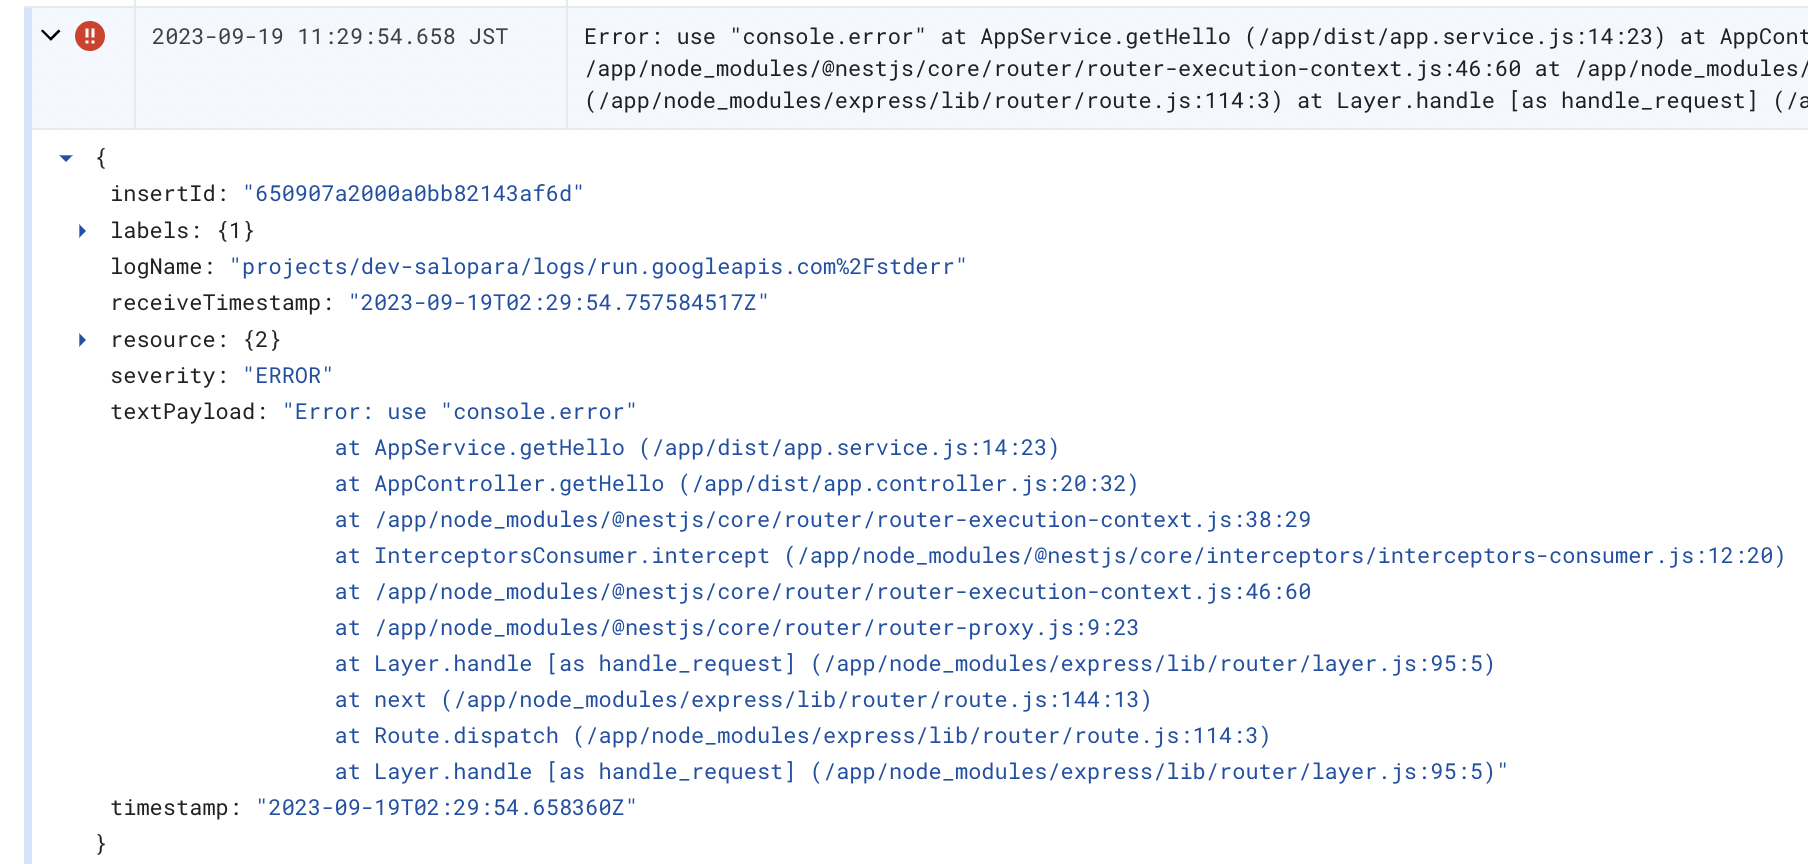 2023-09-19 11:29:54.658 JST
Error: use "console.error" at AppService.getHello (/app/dist/app.service.js:14:23) at AppCont
/app/node_modules/@nestjs/core/router/router-execution-context.js:46:60 at /app/node_modules/
(/app/node_modules/express/lib/router/route.js:114:3) at Layer.handle [as handle_request] (/a
{
insertId: "650907a2000a0bb82143af6d"
labels: {1}
logName: "projects/dev-salopara/logs/run.googleapis.com%2Fstderr"
receiveTimestamp: "2023-09-19T02:29:54.757584517Z"
resource: {2}
severity: "ERROR"
textPayload: "Error: use "console.error"
at AppService.getHello (/app/dist/app.service.js:14:23)
at AppController.getHello (/app/dist/app.controller.js:20:32)
at /app/node_modules/@nestjs/core/router/router-execution-context.js:38:29
at InterceptorsConsumer.intercept (/app/node_modules/@nestjs/core/interceptors/interceptors-consumer.js:12:20)
at /app/node_modules/@nestjs/core/router/router-execution-context.js:46:60
at /app/node_modules/@nestjs/core/router/router-proxy.js:9:23
at Layer.handle [as handle_request] (/app/node_modules/express/lib/router/layer.js:95:5)
at next (/app/node_modules/express/lib/router/route.js:144:13)
at Route.dispatch (/app/node_modules/express/lib/router/route.js:114:3)
at Layer.handle [as handle_request] (/app/node_modules/express/lib/router/layer.js:95:5)"
timestamp: "2023-09-19T02:29:54.658360Z"
}